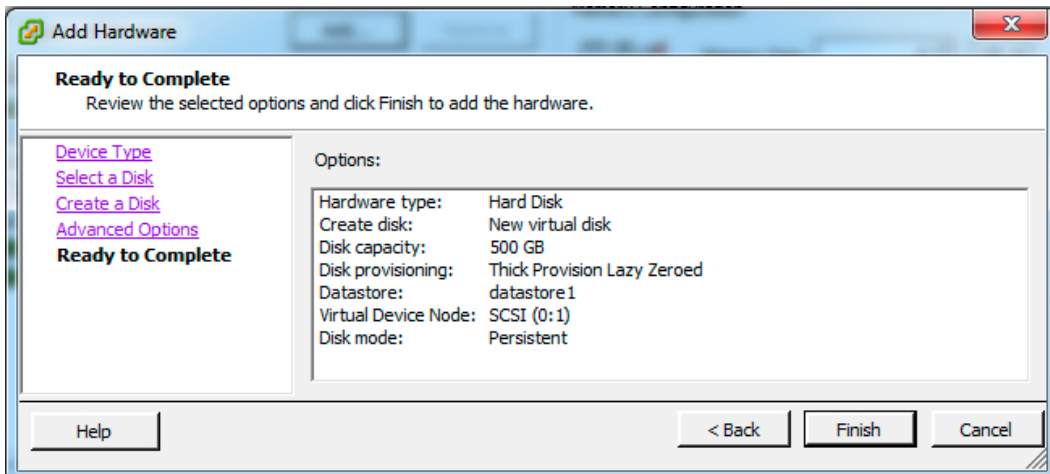 Add Hardware
Ready to Complete
Review the selected options and click Finish to add the hardware.
Device Type
Select a Disk
Create a Disk
Advanced Options
Ready to Complete
Options:
Hardware type: Hard Disk
Create disk: New virtual disk
Disk capacity: 500 GB
Disk provisioning: Thick Provision Lazy Zeroed
Datastore: datastore1
Virtual Device Node: SCSI (0:1)
Disk mode: Persistent
Help
< Back
Finish
Cancel